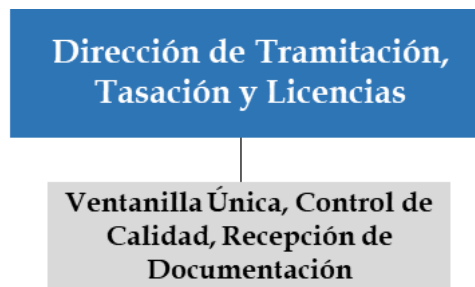 Dirección de Tramitación,
Tasación y Licencias
Ventanilla Única, Control de
Calidad, Recepción de
Documentación